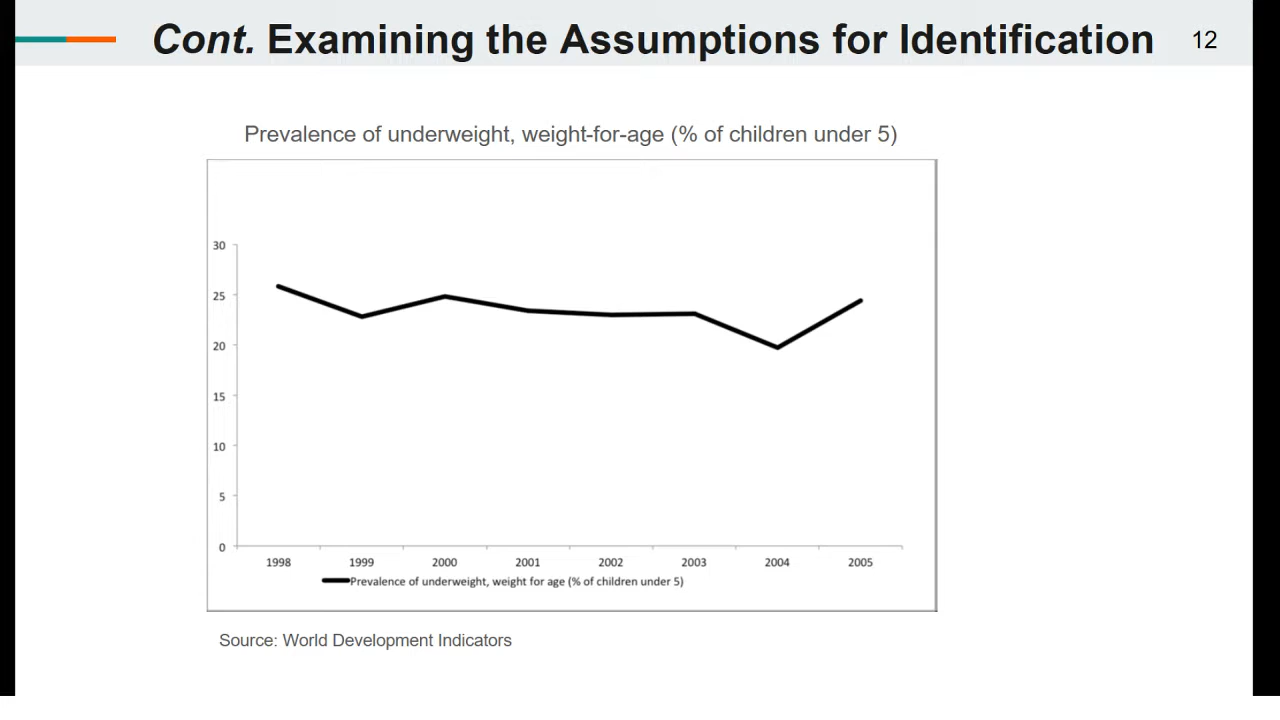 Cont. Examining the Assumptions for Identification
12
Prevalence of underweight, weight-for-age (% of children under 5)
30
25
20
15
10
5
0
1998 1999 2000 2001 2002 2003 2004 2005
Prevalence of underweight, weight for age (% of children under 5)
Source: World Development Indicators